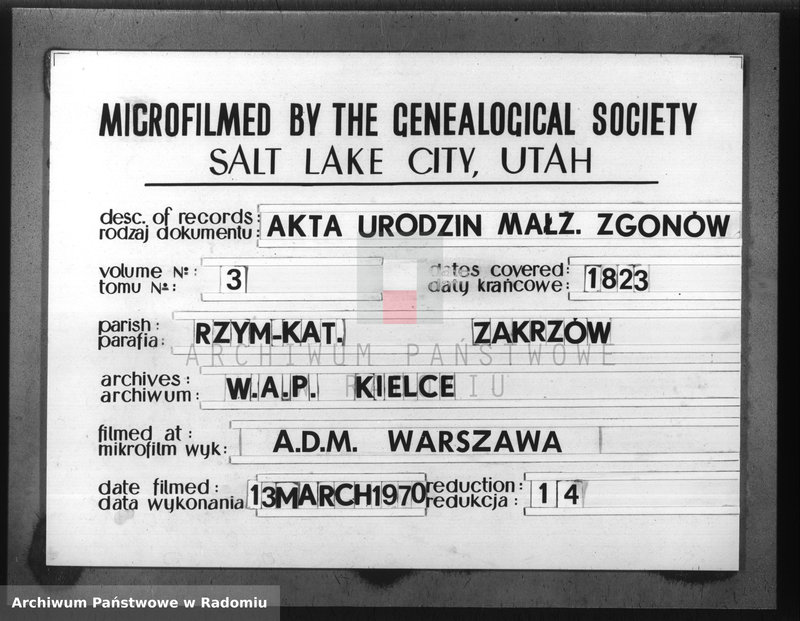 MICROFILMED BY THE GENEALOGICAL SOCIETY
SALT LAKE CITY, UTAH
desc. of records:
rodzaj dokumentu: AKTA URODZIN MAŁŻ. ZGONÓW
volume №:
tomu №: 3
dates covered:
daty krańcowe: 1823
parish:
parafia: RZYM-KAT. ZAKRZÓW
ARCHIWUM PAŃSTWOWE
W RADOMIU
archives:
archiwum: W.A.P. KIELCE
filmed at:
mikrofilm wyk: A.D.M. WARSZAWA
date filmed:
data wykonania 13MARCH1970
reduction:
redukcja: 14
Archiwum Państwowe w Radomiu